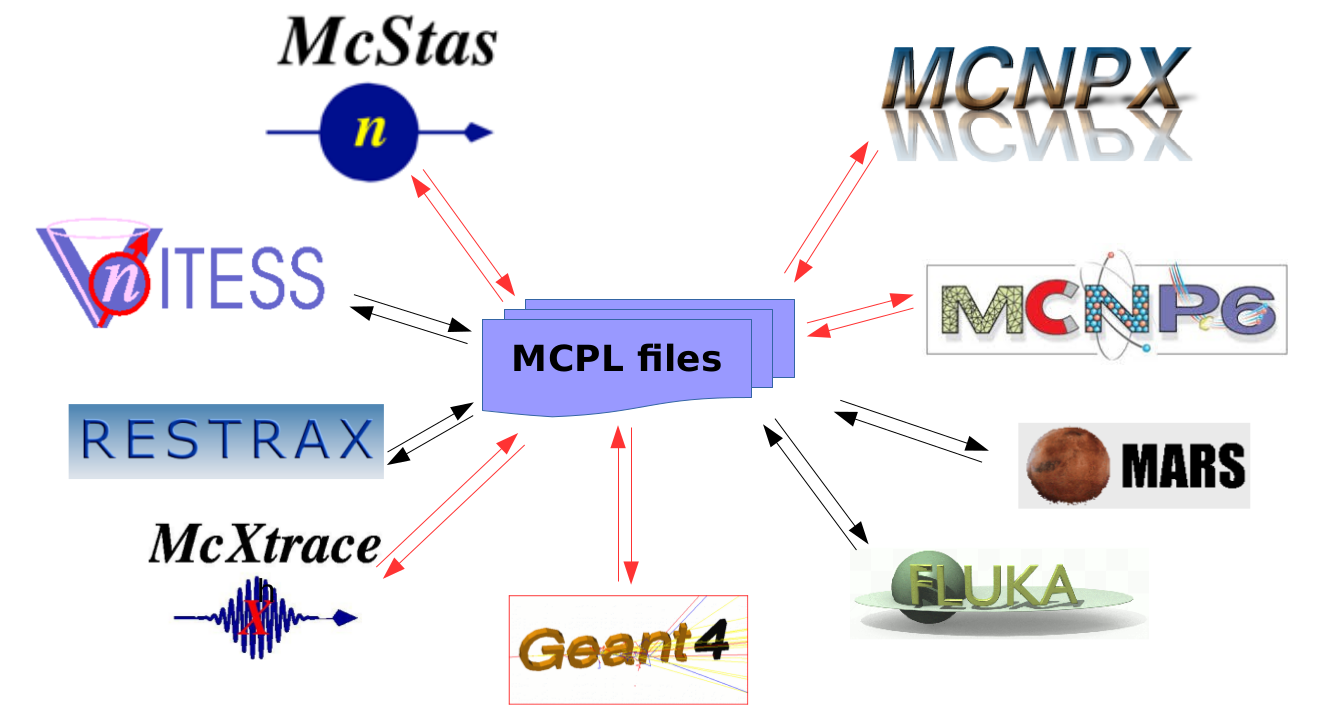 McStas
n
MCNPX
VITESS
n
MCNP6
MCPL files
RESTRAX
MARS
McXtrace
X
FLUKA
Geant4